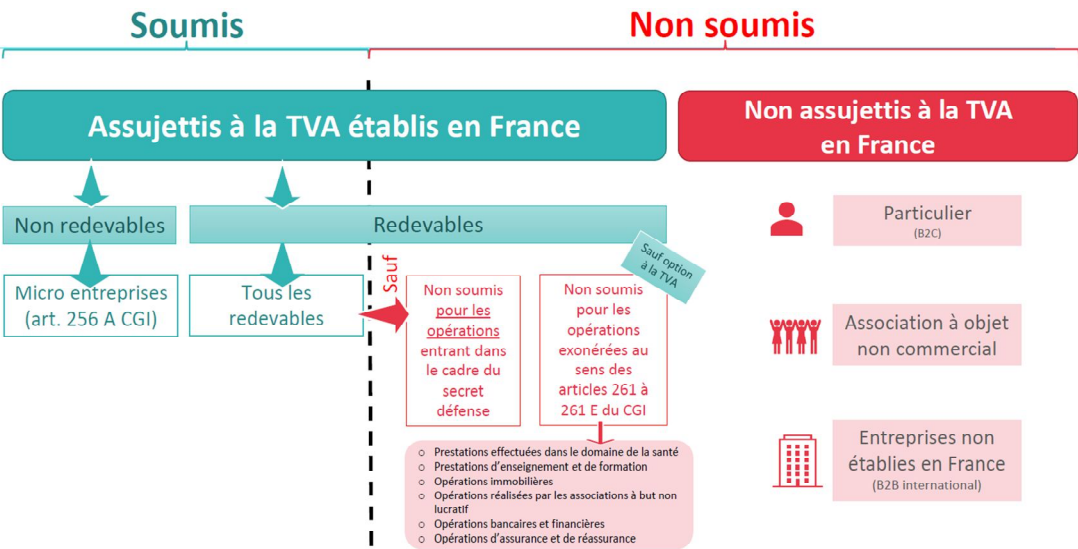 Soumis
Non soumis
Assujettis à la TVA établis en France
Non assujettis à la TVA
en France
Non redevables
Redevables
Sauf option
à la TVA
Micro entreprises
(art. 256 A CGI)
Tous les
redevables
Sauf
Non soumis
pour les
opérations
entrant dans
le cadre du
secret
défense
Non soumis
pour les
opérations
exonérées au
sens des
articles 261 à
261 E du CGI
o Prestations effectuées dans le domaine de la santé
o Prestations d'enseignement et de formation
o Opérations immobilières
o Opérations réalisées par les associations à but non
lucratif
o Opérations bancaires et financières
o Opérations d'assurance et de réassurance
Particulier
(B2C)
Association à objet
non commercial
Entreprises non
établies en France
(B2B international)